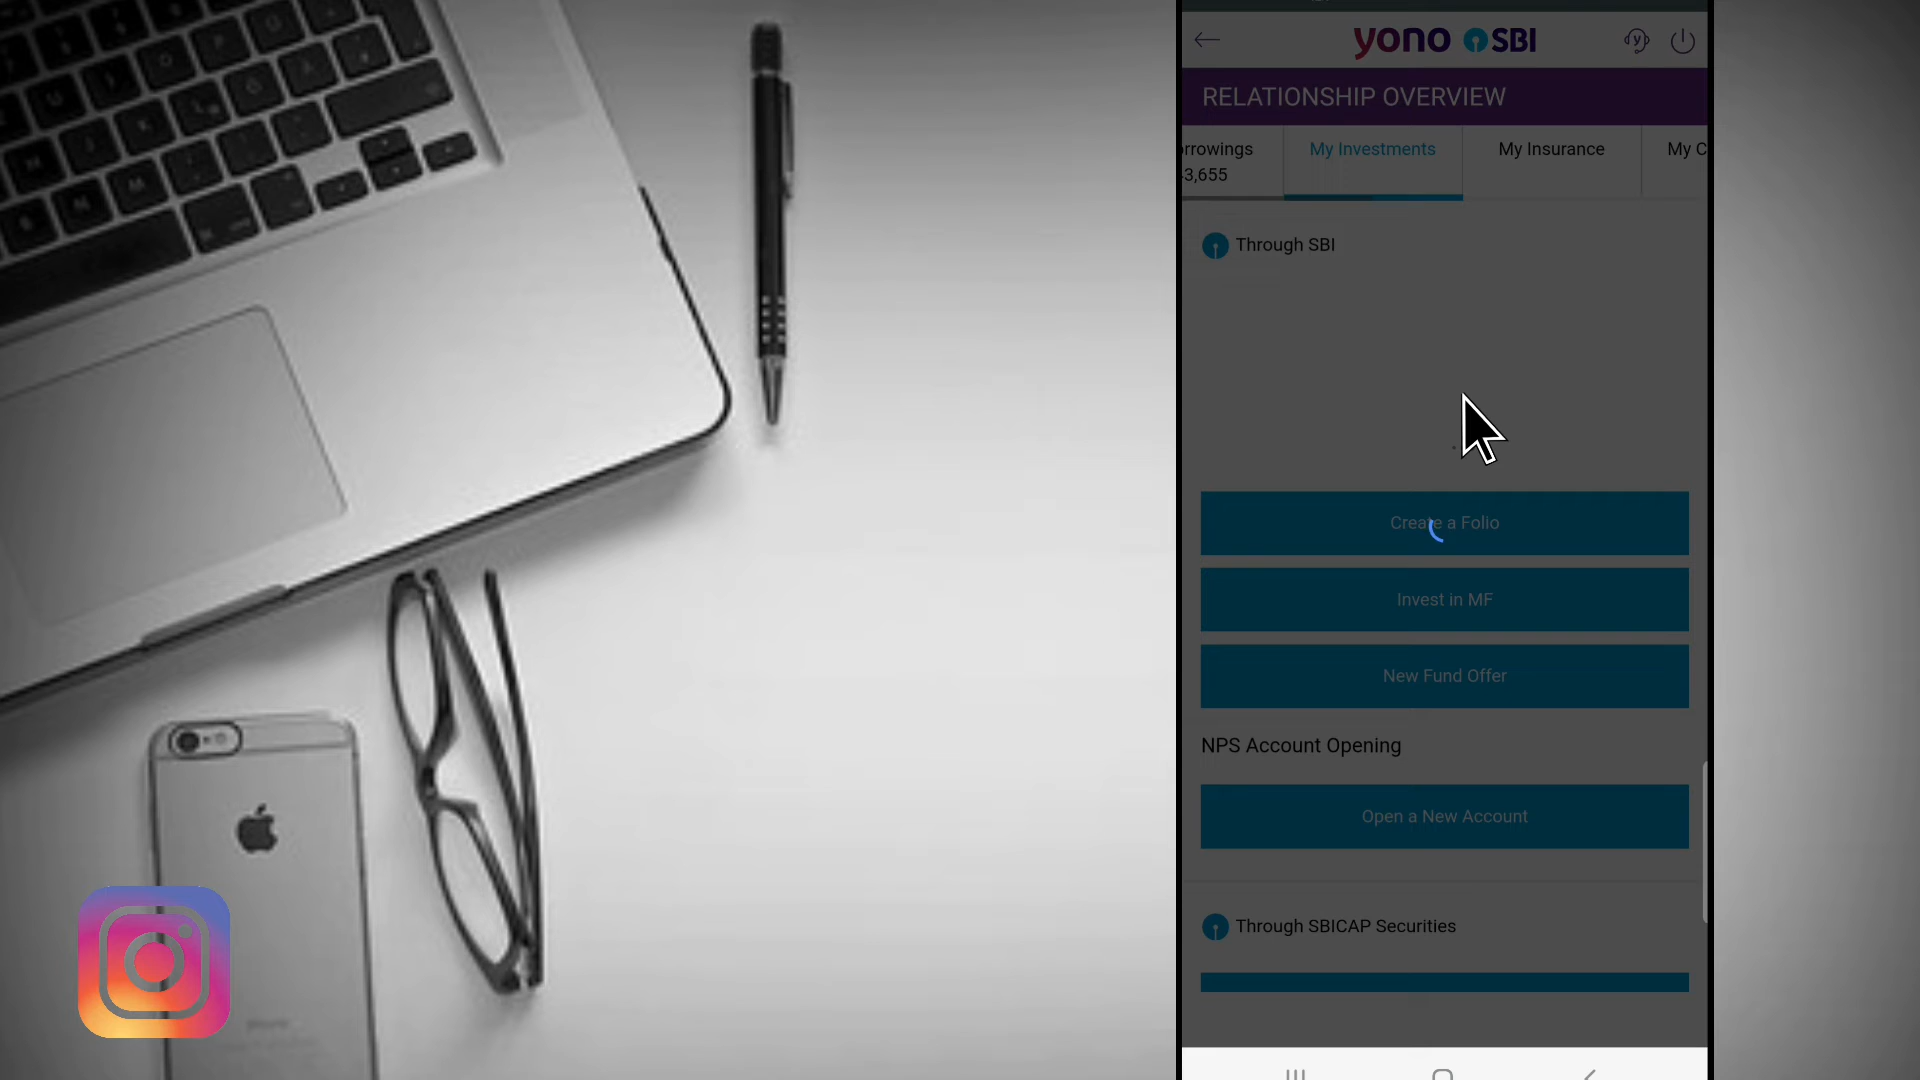 yono SBI
RELATIONSHIP OVERVIEW
rrowings
3,655
My Investments
My Insurance
My C
Through SBI
Create a Folio
Invest in MF
New Fund Offer
NPS Account Opening
Open a New Account
Through SBICAP Securities